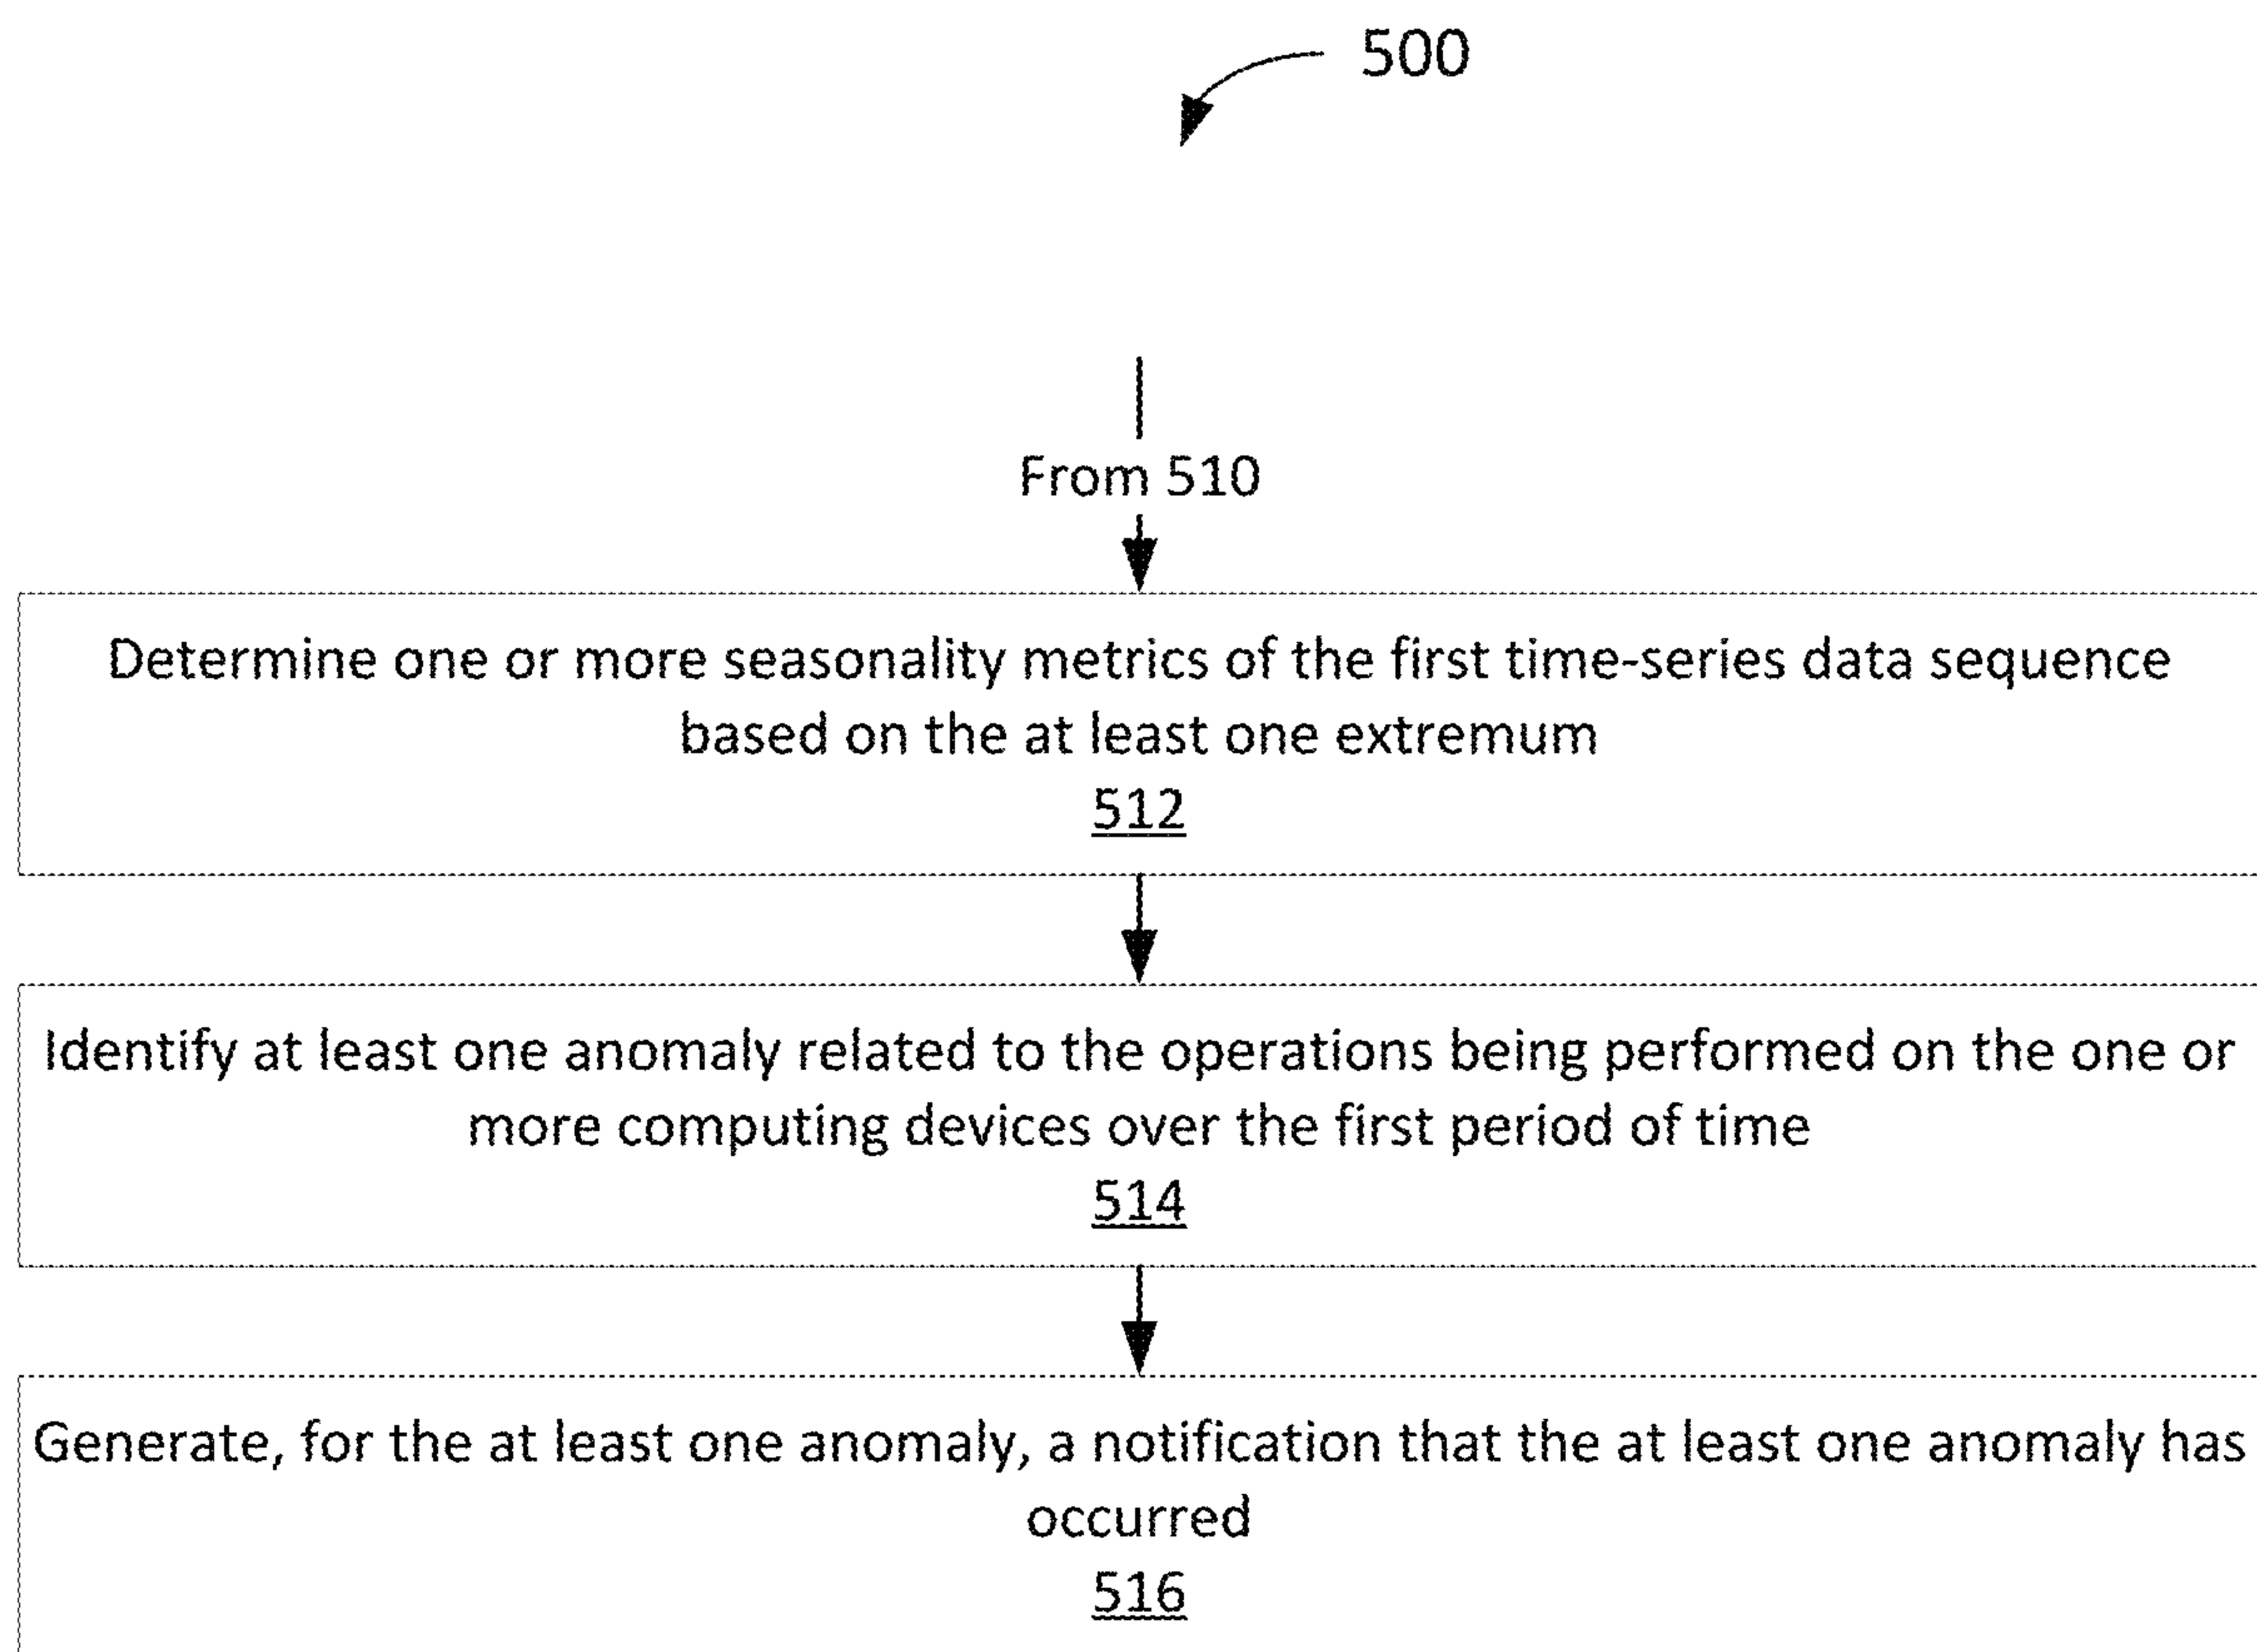 500
From 510
Determine one or more seasonality metrics of the first time-series data sequence
based on the at least one extremum
512
Identify at least one anomaly related to the operations being performed on the one or
more computing devices over the first period of time
514
Generate, for the at least one anomaly, a notification that the at least one anomaly has
occurred
516